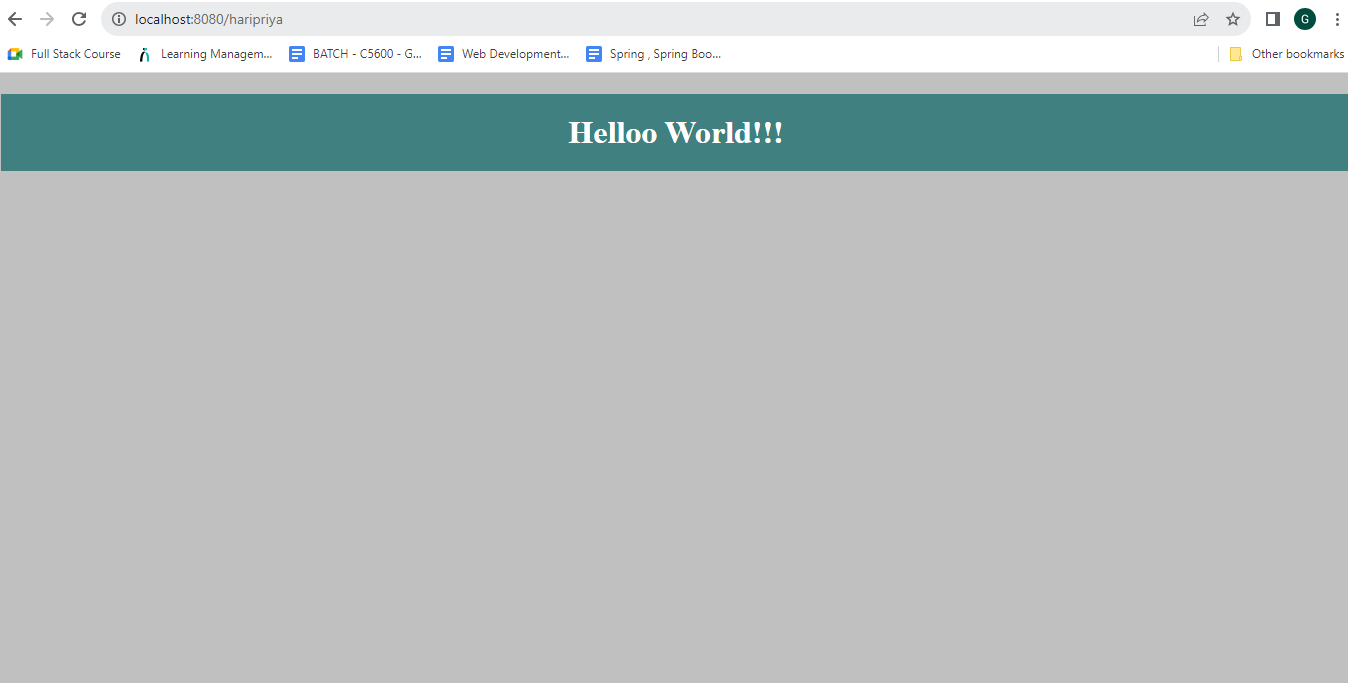 localhost:8080/haripriya
G
Full Stack Course Learning Managem... BATCH - C5600 - G... Web Development... Spring , Spring Boo... Other bookmarks
Helloo World!!!